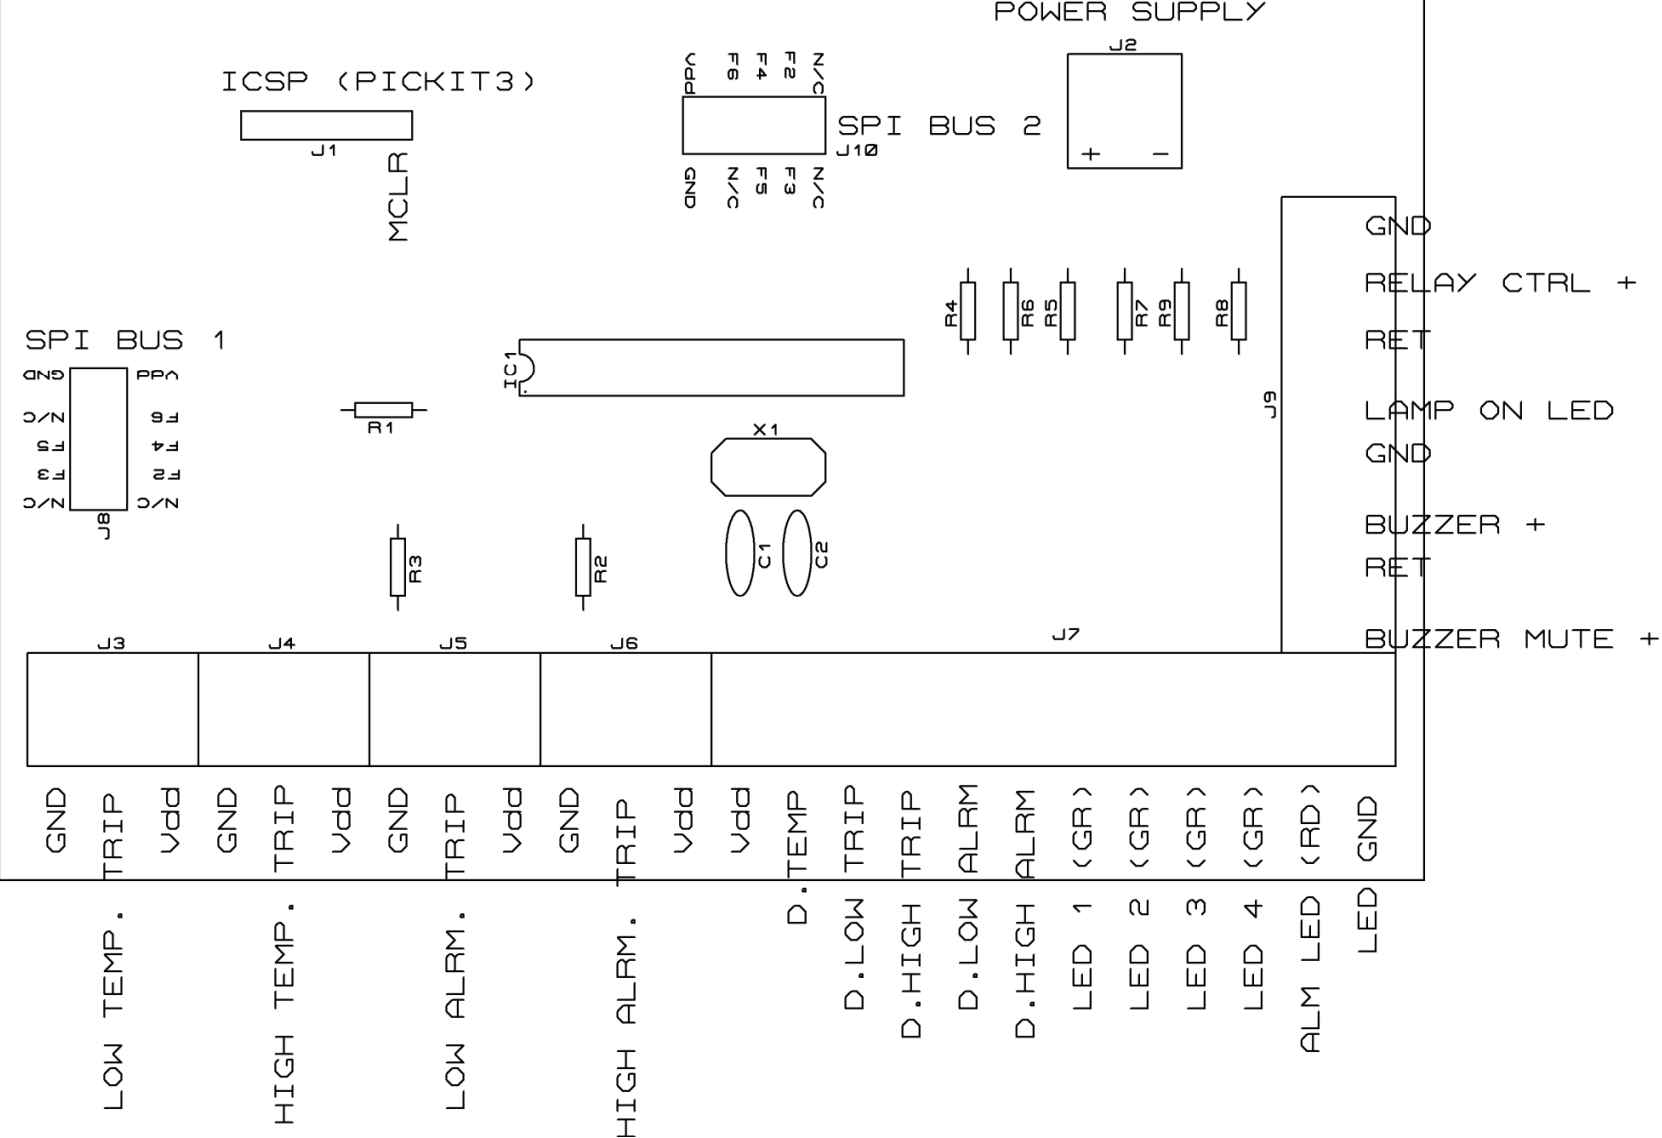 POWER SUPPLY
J2
+ -
ICSP (PICKIT3)
J1
MCLR
VPP F6 F4 F2 N/C
SPI BUS 2
J10
GND N/C F5 F3 N/C
GND
RELAY CTRL +
RET
LAMP ON LED
GND
BUZZER +
RET
BUZZER MUTE +
J9
R4 R6 R5 R7 R9 R8
SPI BUS 1
GND Vdd
N/C F6
F5 F4
F3 F2
N/C N/C
J8
IC1
R1
X1
R3
R2
C1
C2
J3 J4 J5 J6 J7
GND
LOW TEMP. TRIP
Vdd
GND
HIGH TEMP. TRIP
Vdd
GND
LOW ALRM. TRIP
Vdd
GND
HIGH ALRM. TRIP
Vdd
Vdd
D.TEMP
D.LOW TRIP
D.HIGH TRIP
D.LOW ALRM
D.HIGH ALRM
LED 1 (GR)
LED 2 (GR)
LED 3 (GR)
LED 4 (GR)
ALM LED (RD)
LED GND